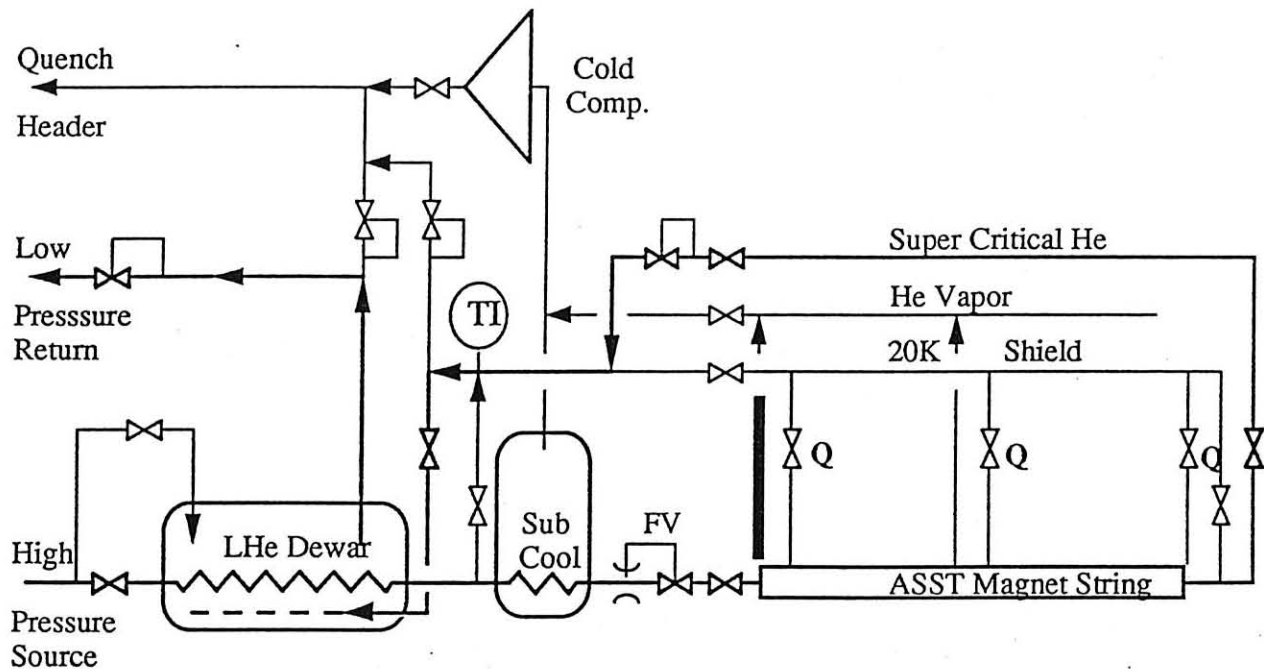 Quench
Header
Cold
Comp.
Low
Presssure
Return
TI
Super Critical He
He Vapor
20K Shield
Q
Q
Q
High
Pressure
Source
LHe Dewar
Sub
Cool
FV
ASST Magnet String